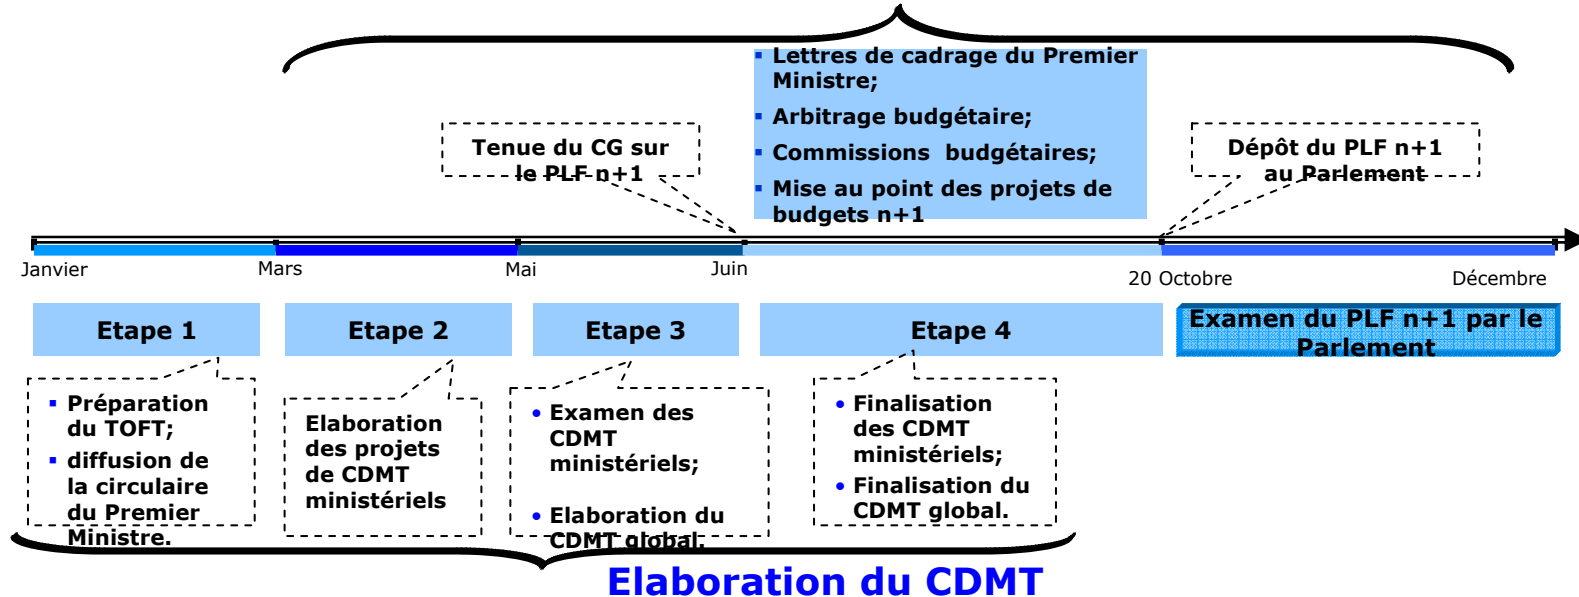 Lettres de cadrage du Premier
Ministre;
Arbitrage budgétaire;
Commissions budgétaires;
Mise au point des projets de
budgets n+1
Tenue du CG sur
le PLF n+1
Dépôt du PLF n+1
au Parlement
Janvier
Mars
Mai
Juin
20 Octobre
Décembre
Etape 1
Etape 2
Etape 3
Etape 4
Examen du PLF n+1 par le
Parlement
Préparation
du TOFT;
diffusion de
la circulaire
du Premier
Ministre.
Elaboration
des projets
de CDMT
ministériels
Examen des
CDMT
ministériels;
Elaboration du
CDMT global.
Finalisation
des CDMT
ministériels;
Finalisation du
CDMT global.
Elaboration du CDMT